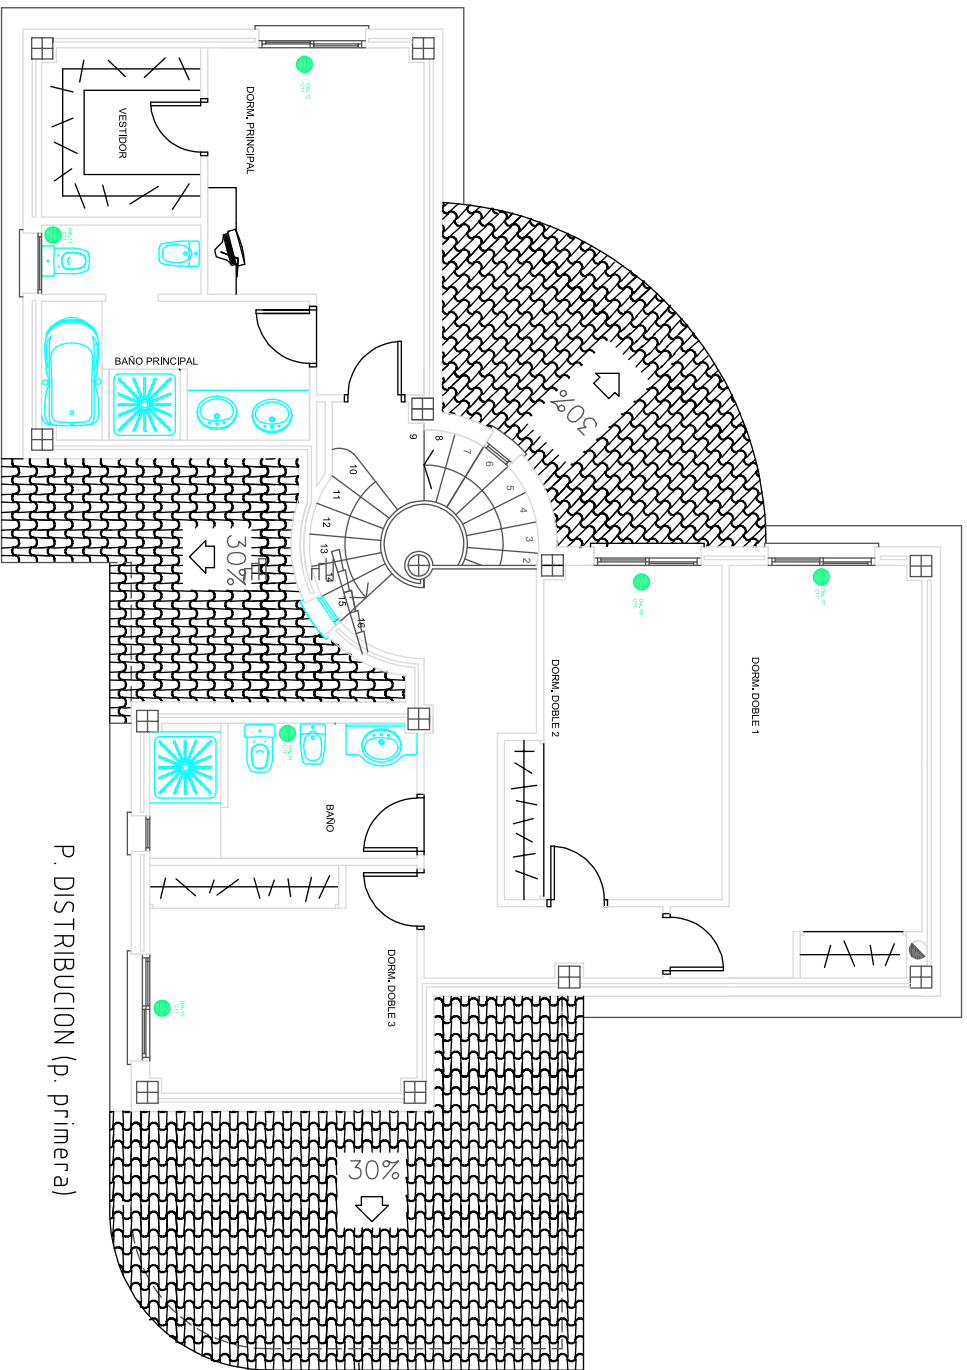 DORM. PRINCIPAL
VESTIDOR
BAÑO PRINCIPAL
30%
30%
30%
2
3
4
5
6
7
8
9
10
11
12
13
14
15
16
DORM. DOBLE 1
DORM. DOBLE 2
BAÑO
DORM. DOBLE 3
P. DISTRIBUCION (p. primera)